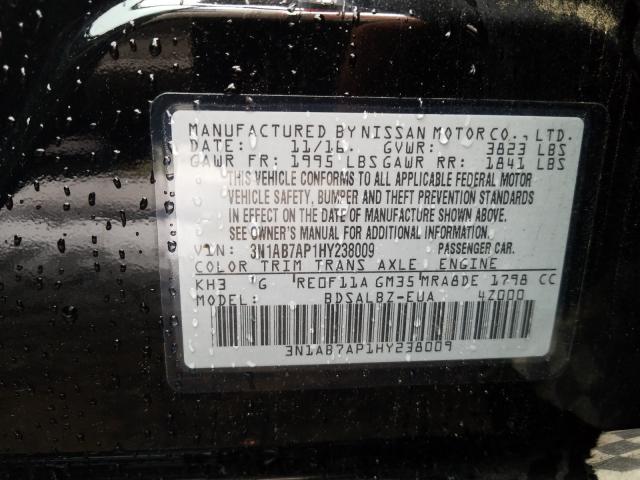 MANUFACTURED BY NISSAN MOTOR CO., LTD.
DATE: 11/16 GVWR: 3823 LBS
GAWR FR: 1995 LBS GAWR RR: 1841 LBS
THIS VEHICLE CONFORMS TO ALL APPLICABLE FEDERAL MOTOR
VEHICLE SAFETY, BUMPER AND THEFT PREVENTION STANDARDS
IN EFFECT ON THE DATE OF MANUFACTURE SHOWN ABOVE.
SEE OWNER'S MANUAL FOR ADDITIONAL INFORMATION.
VIN: 3N1AB7AP1HY238009 PASSENGER CAR.
COLOR TRIM TRANS AXLE ENGINE
KH3 G RE0F11A GM35 MRA8DE 1798 CC
MODEL: BDSALBZ-EUA 4Z000
3N1AB7AP1HY238009